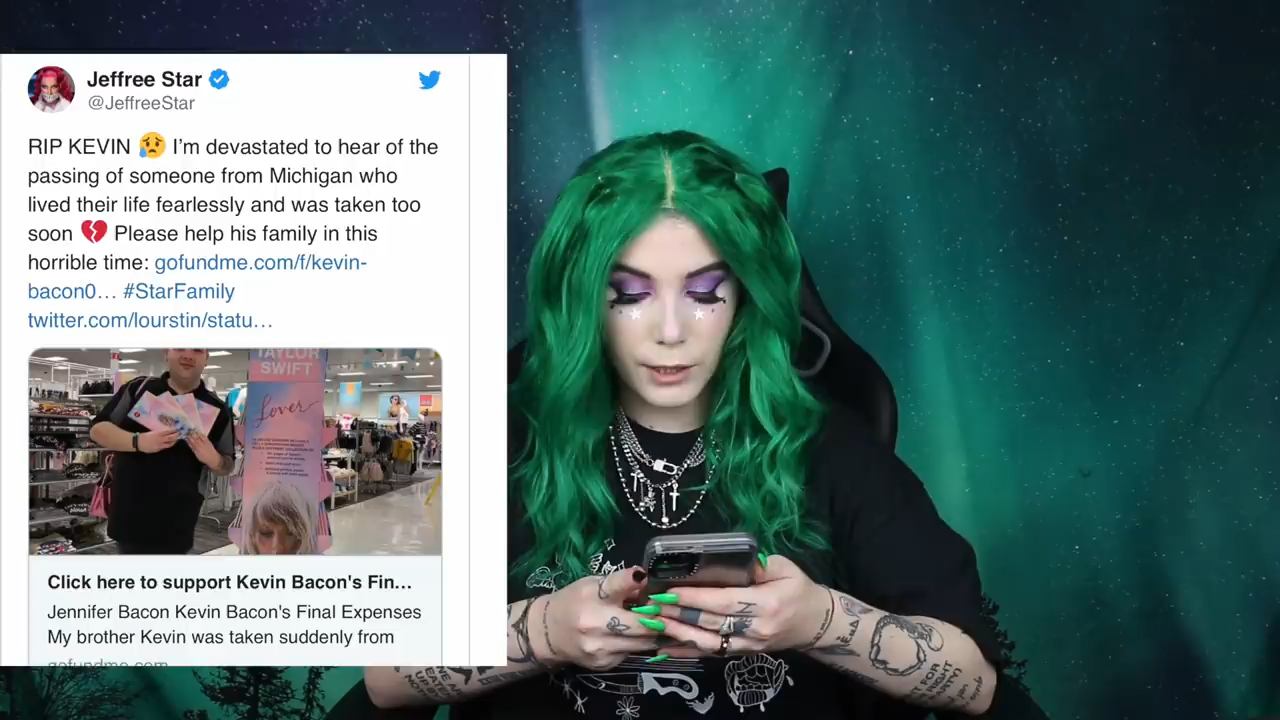 Jeffree Star
@JeffreeStar
RIP KEVIN 😥 I’m devastated to hear of the
passing of someone from Michigan who
lived their life fearlessly and was taken too
soon 💔 Please help his family in this
horrible time: gofundme.com/f/kevin-
bacon0… #StarFamily
twitter.com/lourstin/statu…
TAYLOR
SWIFT
Lover
Click here to support Kevin Bacon's Fin...
Jennifer Bacon Kevin Bacon's Final Expenses
My brother Kevin was taken suddenly from
gofundme.com